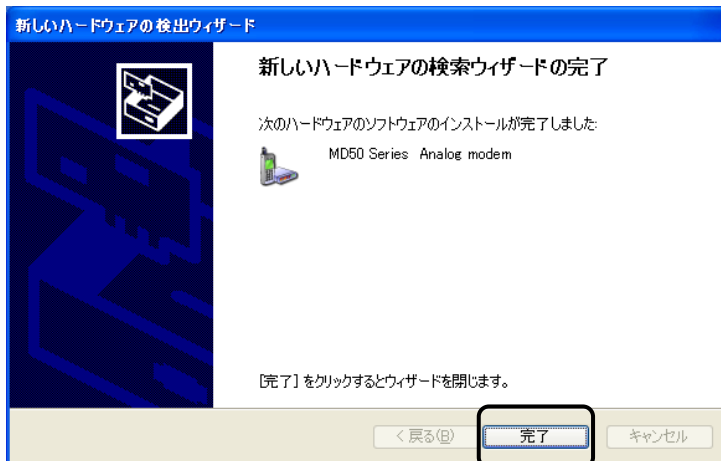 新しいハードウェアの検出ウィザード
新しいハードウェアの検索ウィザードの完了
次のハードウェアのソフトウェアのインストールが完了しました:
MD50 Series Analog modem
[完了] をクリックするとウィザードを閉じます。
< 戻る(B)
完了
キャンセル